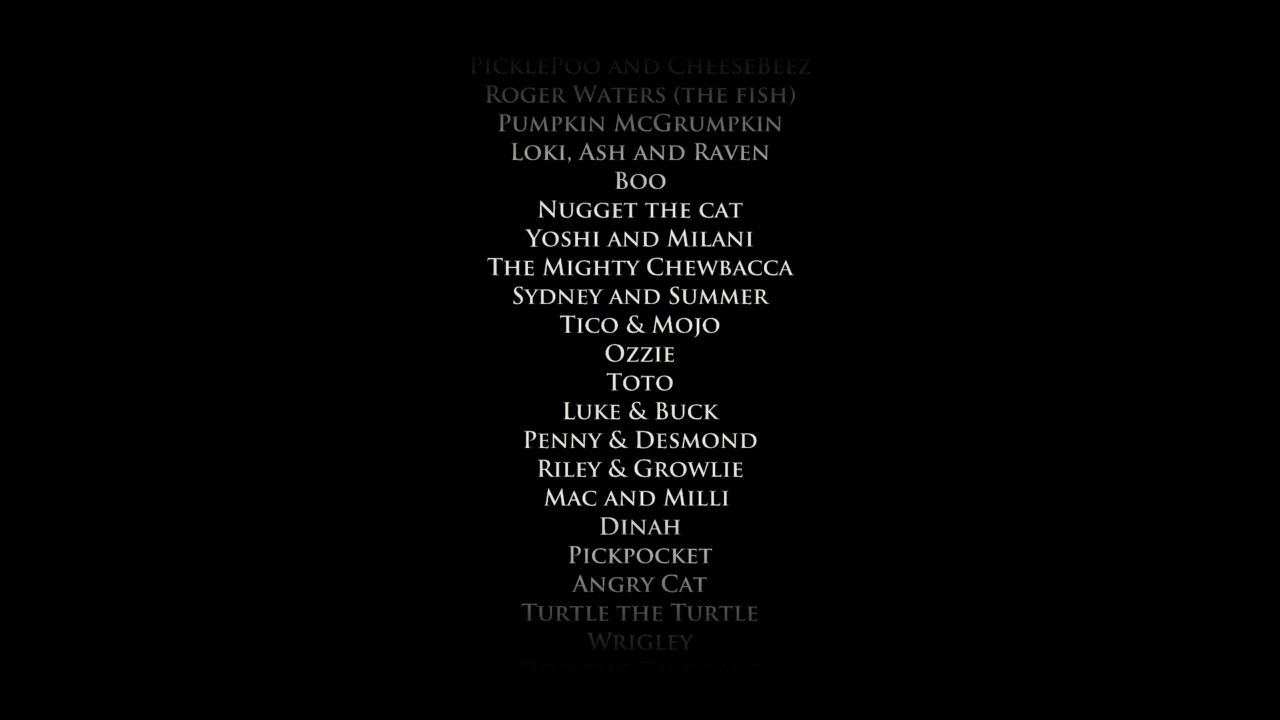 PicklePoo and CheeseBeez
Roger Waters (the fish)
Pumpkin McGrumpkin
Loki, Ash and Raven
Boo
Nugget the cat
Yoshi and Milani
The Mighty Chewbacca
Sydney and Summer
Tico & Mojo
Ozzie
Toto
Luke & Buck
Penny & Desmond
Riley & Growlie
Mac and Milli
Dinah
Pickpocket
Angry Cat
Turtle the Turtle
Wrigley